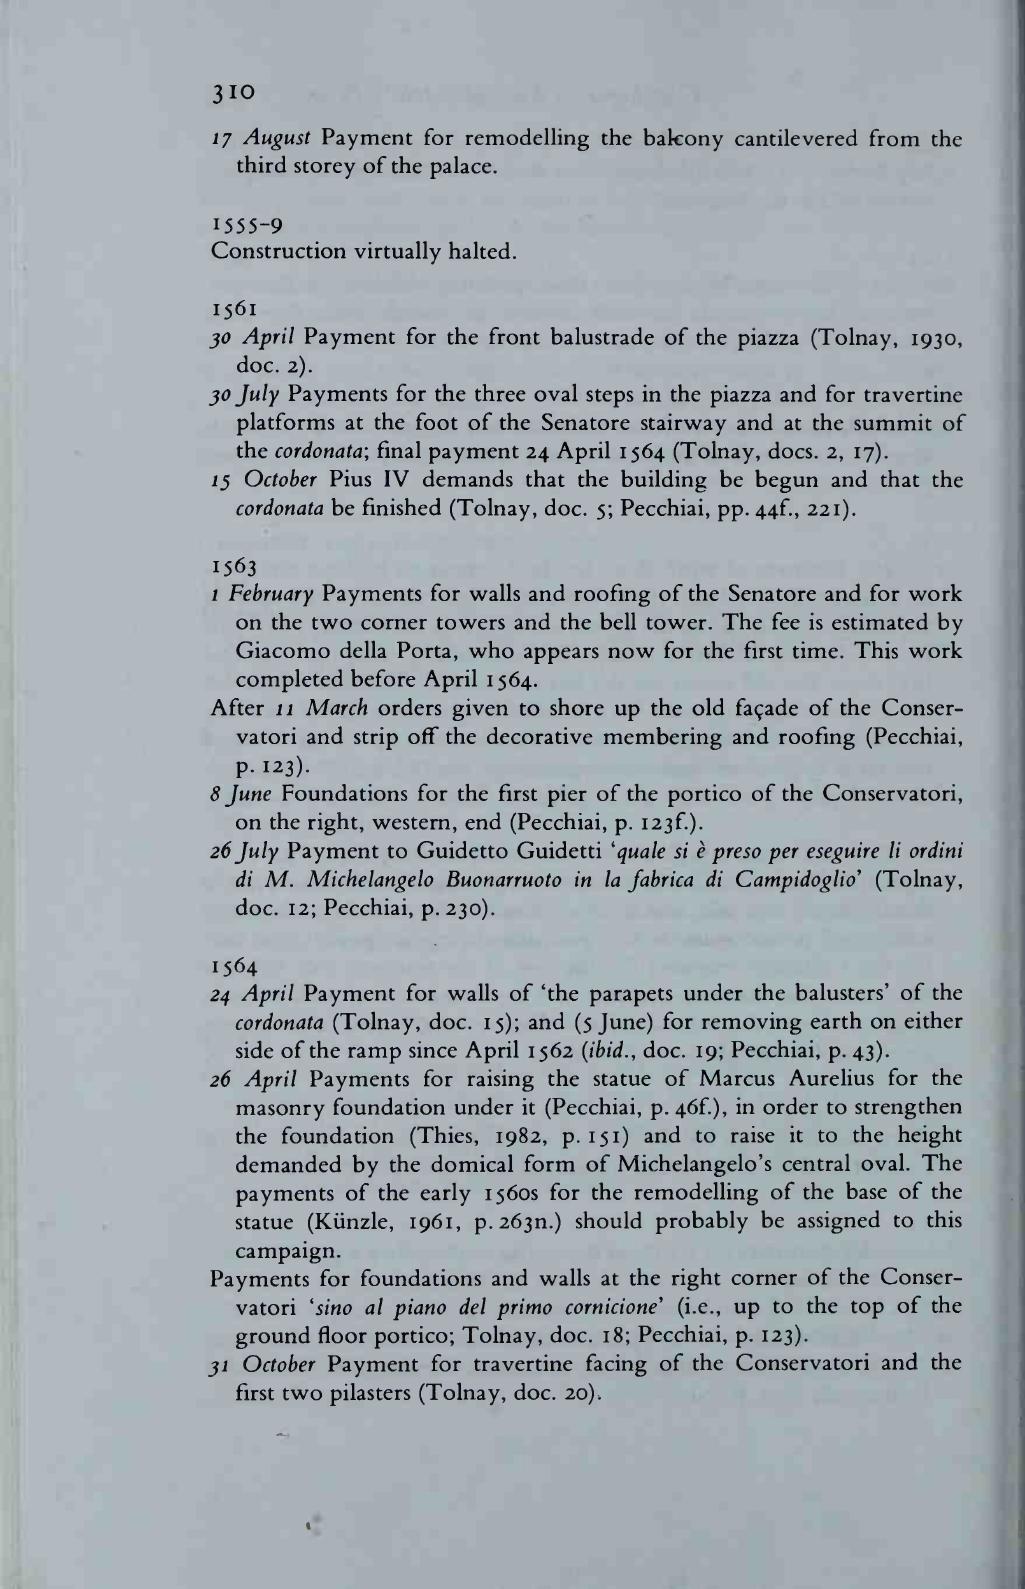 310
17 August Payment for remodelling the balcony cantilevered from the
third storey of the palace.
1555-9
Construction virtually halted.
1561
30 April Payment for the front balustrade of the piazza (Tolnay, 1930,
doc. 2).
30 July Payments for the three oval steps in the piazza and for travertine
platforms at the foot of the Senatore stairway and at the summit of
the cordonata; final payment 24 April 1564 (Tolnay, docs. 2, 17).
15 October Pius IV demands that the building be begun and that the
cordonata be finished (Tolnay, doc. 5; Pecchiai, pp. 44f., 221).
1563
1 February Payments for walls and roofing of the Senatore and for work
on the two corner towers and the bell tower. The fee is estimated by
Giacomo della Porta, who appears now for the first time. This work
completed before April 1564.
After 11 March orders given to shore up the old façade of the Conser-
vatori and strip off the decorative membering and roofing (Pecchiai,
p. 123).
8 June Foundations for the first pier of the portico of the Conservatori,
on the right, western, end (Pecchiai, p. 123f.).
26 July Payment to Guidetto Guidetti ‘quale si è preso per eseguire li ordini
di M. Michelangelo Buonarruoto in la fabrica di Campidoglio’ (Tolnay,
doc. 12; Pecchiai, p. 230).
1564
24 April Payment for walls of ‘the parapets under the balusters’ of the
cordonata (Tolnay, doc. 15); and (5 June) for removing earth on either
side of the ramp since April 1562 (ibid., doc. 19; Pecchiai, p. 43).
26 April Payments for raising the statue of Marcus Aurelius for the
masonry foundation under it (Pecchiai, p. 46f.), in order to strengthen
the foundation (Thies, 1982, p. 151) and to raise it to the height
demanded by the domical form of Michelangelo’s central oval. The
payments of the early 1560s for the remodelling of the base of the
statue (Künzle, 1961, p. 263n.) should probably be assigned to this
campaign.
Payments for foundations and walls at the right corner of the Conser-
vatori ‘sino al piano del primo cornicione’ (i.e., up to the top of the
ground floor portico; Tolnay, doc. 18; Pecchiai, p. 123).
31 October Payment for travertine facing of the Conservatori and the
first two pilasters (Tolnay, doc. 20).